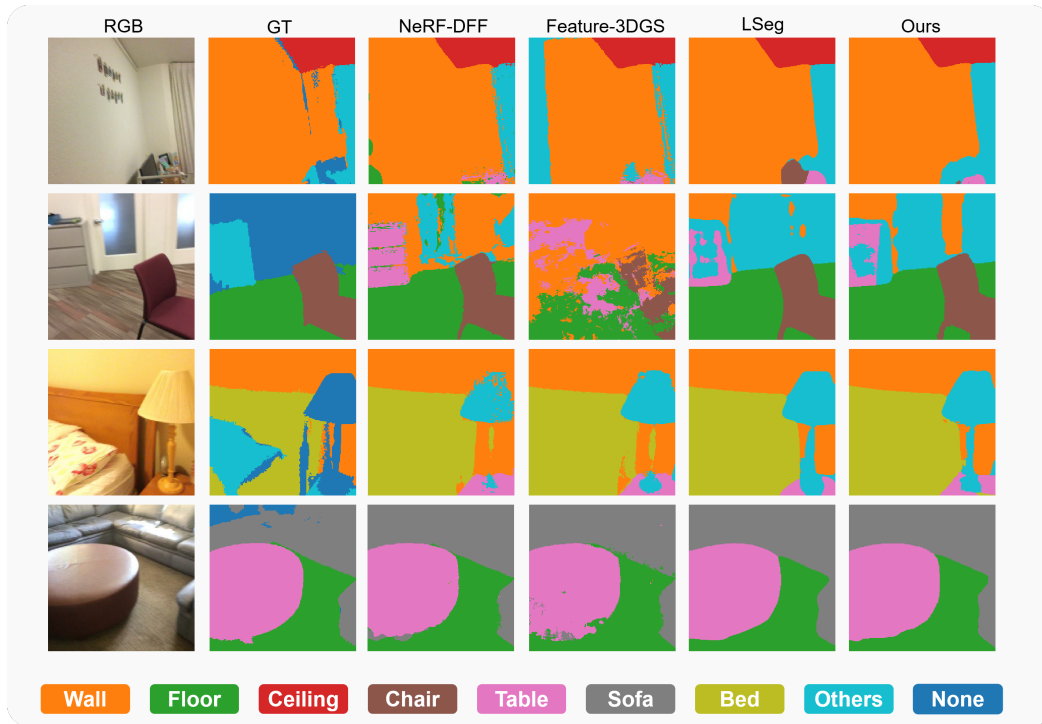 RGB GT NeRF-DFF Feature-3DGS LSeg Ours
Wall Floor Ceiling Chair Table Sofa Bed Others None